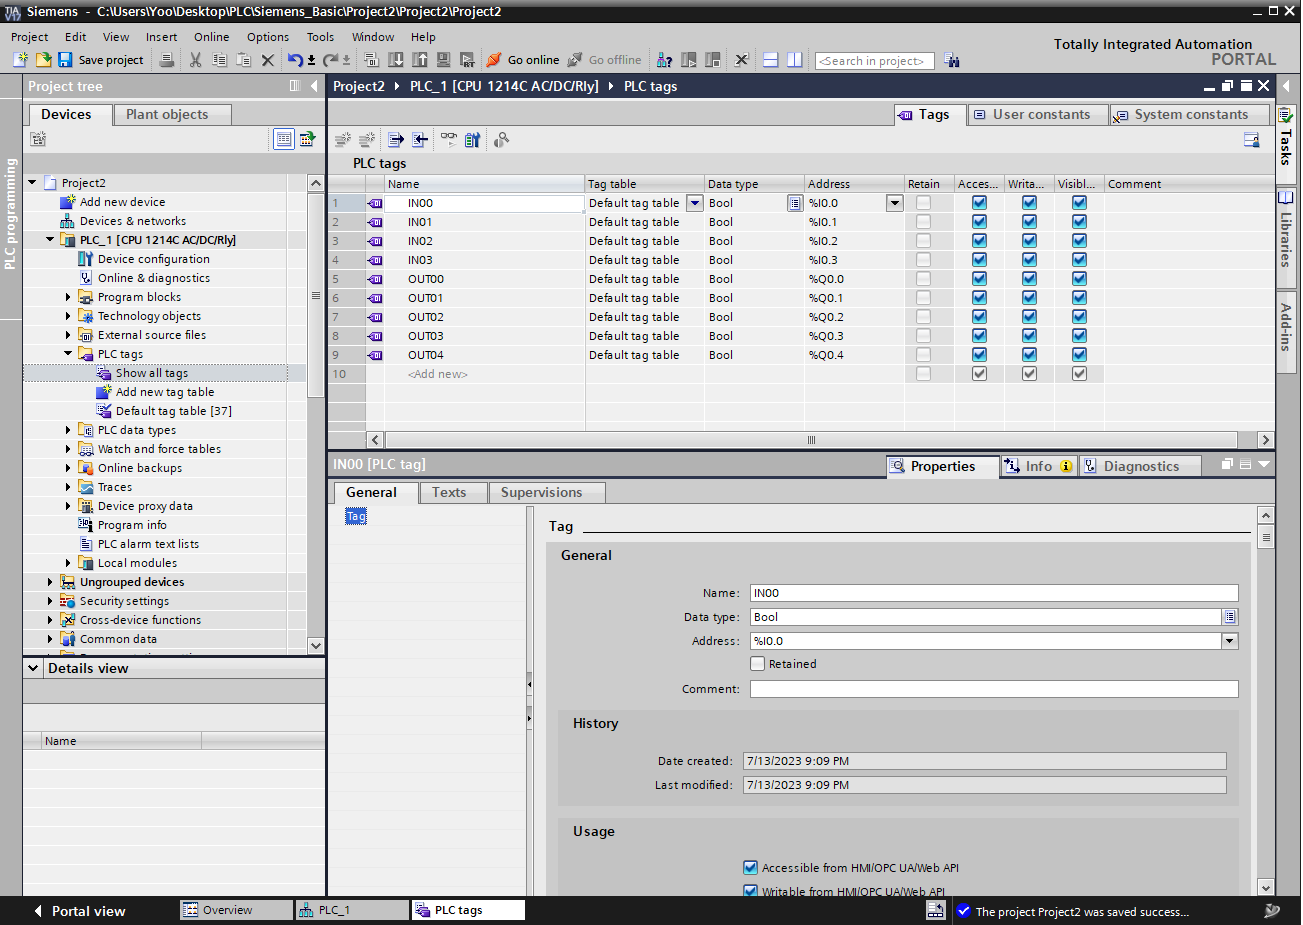 Siemens - C:\Users\Yoo\Desktop\PLC\Siemens_Basic\Project2\Project2\Project2
Project Edit View Insert Online Options Tools Window Help
Totally Integrated Automation
PORTAL
Save project
Go online
Go offline
<Search in project>
PLC programming
Project tree
Devices
Plant objects
Project2
Add new device
Devices & networks
PLC_1 [CPU 1214C AC/DC/Rly]
Device configuration
Online & diagnostics
Program blocks
Technology objects
External source files
PLC tags
Show all tags
Add new tag table
Default tag table [37]
PLC data types
Watch and force tables
Online backups
Traces
Device proxy data
Program info
PLC alarm text lists
Local modules
Ungrouped devices
Security settings
Cross-device functions
Common data
Details view
Name
Project2 PLC_1 [CPU 1214C AC/DC/Rly] PLC tags
Tags
User constants
System constants
PLC tags
Name Tag table Data type Address Retain Acces... Writa... Visibl... Comment
1 IN00 Default tag table Bool %I0.0
2 IN01 Default tag table Bool %I0.1
3 IN02 Default tag table Bool %I0.2
4 IN03 Default tag table Bool %I0.3
5 OUT00 Default tag table Bool %Q0.0
6 OUT01 Default tag table Bool %Q0.1
7 OUT02 Default tag table Bool %Q0.2
8 OUT03 Default tag table Bool %Q0.3
9 OUT04 Default tag table Bool %Q0.4
10 <Add new>
IN00 [PLC tag]
Properties
Info
Diagnostics
General
Texts
Supervisions
Tag
Tag
General
Name: IN00
Data type: Bool
Address: %I0.0
Retained
Comment:
History
Date created: 7/13/2023 9:09 PM
Last modified: 7/13/2023 9:09 PM
Usage
Accessible from HMI/OPC UA/Web API
Writable from HMI/OPC UA/Web API
Tasks
Libraries
Add-ins
Portal view
Overview
PLC_1
PLC tags
The project Project2 was saved success...